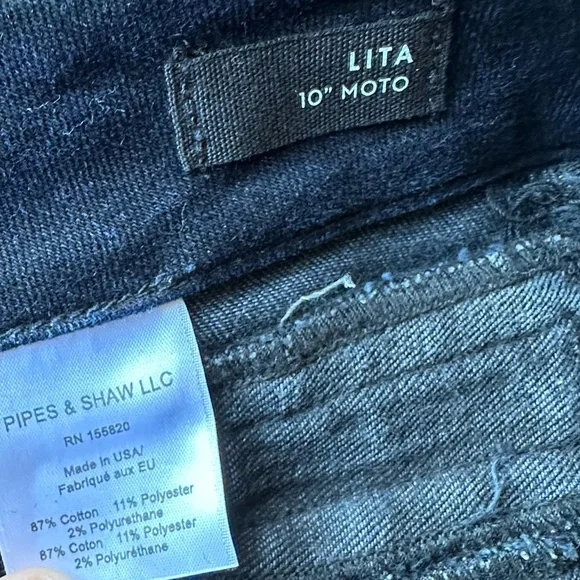 LITA
10” MOTO
PIPES & SHAW LLC
RN 155820
Made in USA/
Fabriqué aux EU
87% Cotton 11% Polyester
2% Polyurethane
87% Coton 11% Polyester
2% Polyuréthane